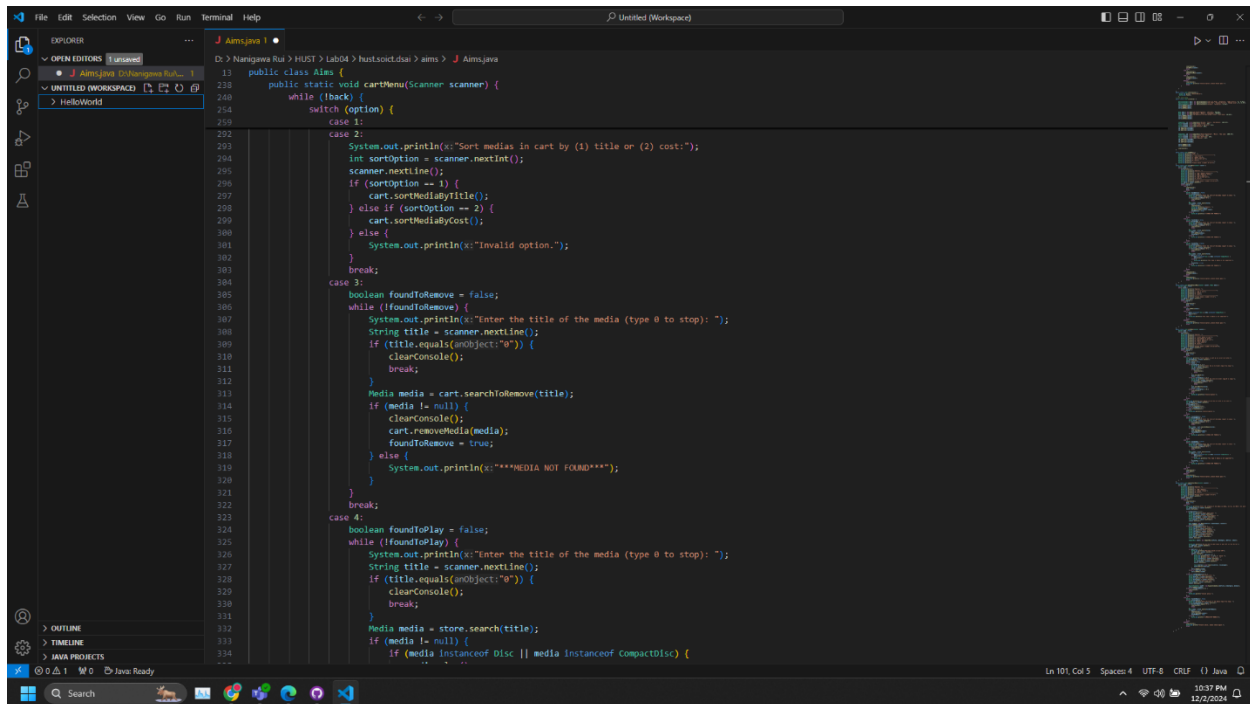 File Edit Selection View Go Run Terminal Help
Untitled (Workspace)
EXPLORER
OPEN EDITORS 1 unsaved
Aims.java D:\Nanigawa Rui\... 1
UNTITLED (WORKSPACE)
HelloWorld
OUTLINE
TIMELINE
JAVA PROJECTS
Aims.java 1
D: > Nanigawa Rui > HUST > Lab04 > hust.soict.dsai > aims > Aims.java
13 public class Aims {
238 public static void cartMenu(Scanner scanner) {
240 while (!back) {
254 switch (option) {
259 case 1:
292 case 2:
293 System.out.println(x:"Sort medias in cart by (1) title or (2) cost:");
294 int sortOption = scanner.nextInt();
295 scanner.nextLine();
296 if (sortOption == 1) {
297 cart.sortMediaByTitle();
298 } else if (sortOption == 2) {
299 cart.sortMediaByCost();
300 } else {
301 System.out.println(x:"Invalid option.");
302 }
303 break;
304 case 3:
305 boolean foundToRemove = false;
306 while (!foundToRemove) {
307 System.out.println(x:"Enter the title of the media (type 0 to stop): ");
308 String title = scanner.nextLine();
309 if (title.equals(anObject:"0")) {
310 clearConsole();
311 break;
312 }
313 Media media = cart.searchToRemove(title);
314 if (media != null) {
315 clearConsole();
316 cart.removeMedia(media);
317 foundToRemove = true;
318 } else {
319 System.out.println(x:"***MEDIA NOT FOUND***");
320 }
321 }
322 break;
323 case 4:
324 boolean foundToPlay = false;
325 while (!foundToPlay) {
326 System.out.println(x:"Enter the title of the media (type 0 to stop): ");
327 String title = scanner.nextLine();
328 if (title.equals(anObject:"0")) {
329 clearConsole();
330 break;
331 }
332 Media media = store.search(title);
333 if (media != null) {
334 if (media instanceof Disc || media instanceof CompactDisc) {
0 1 0 Java: Ready
Ln 101, Col 5 Spaces: 4 UTF-8 CRLF {} Java
Search
10:37 PM
12/2/2024